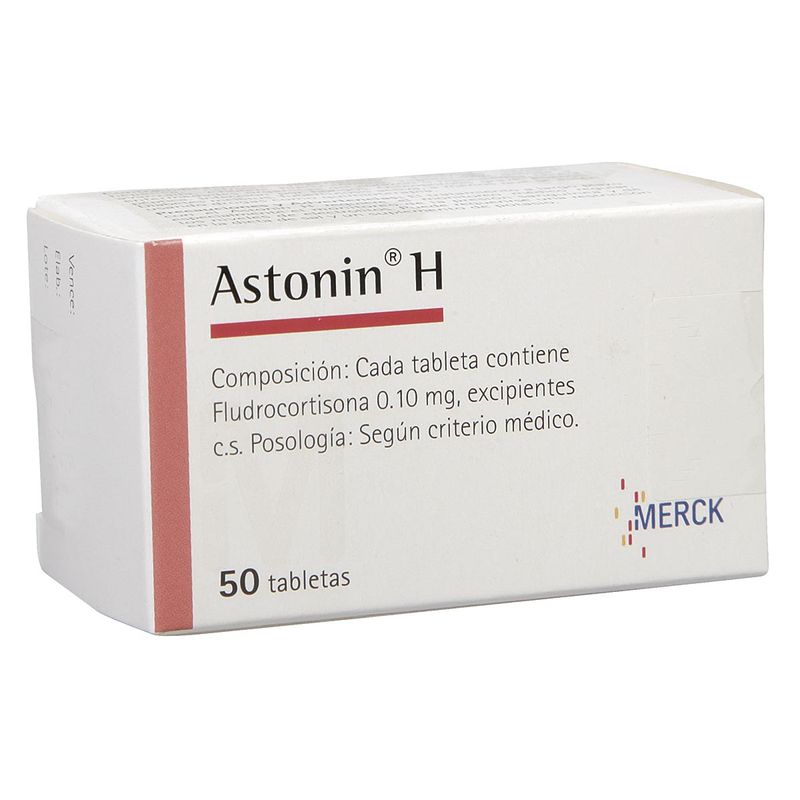 Astonin® H
Composición: Cada tableta contiene
Fludrocortisona 0.10 mg, excipientes
c.s. Posología: Según criterio médico.
MERCK
50 tabletas
Vence:
Elab.:
Lote: